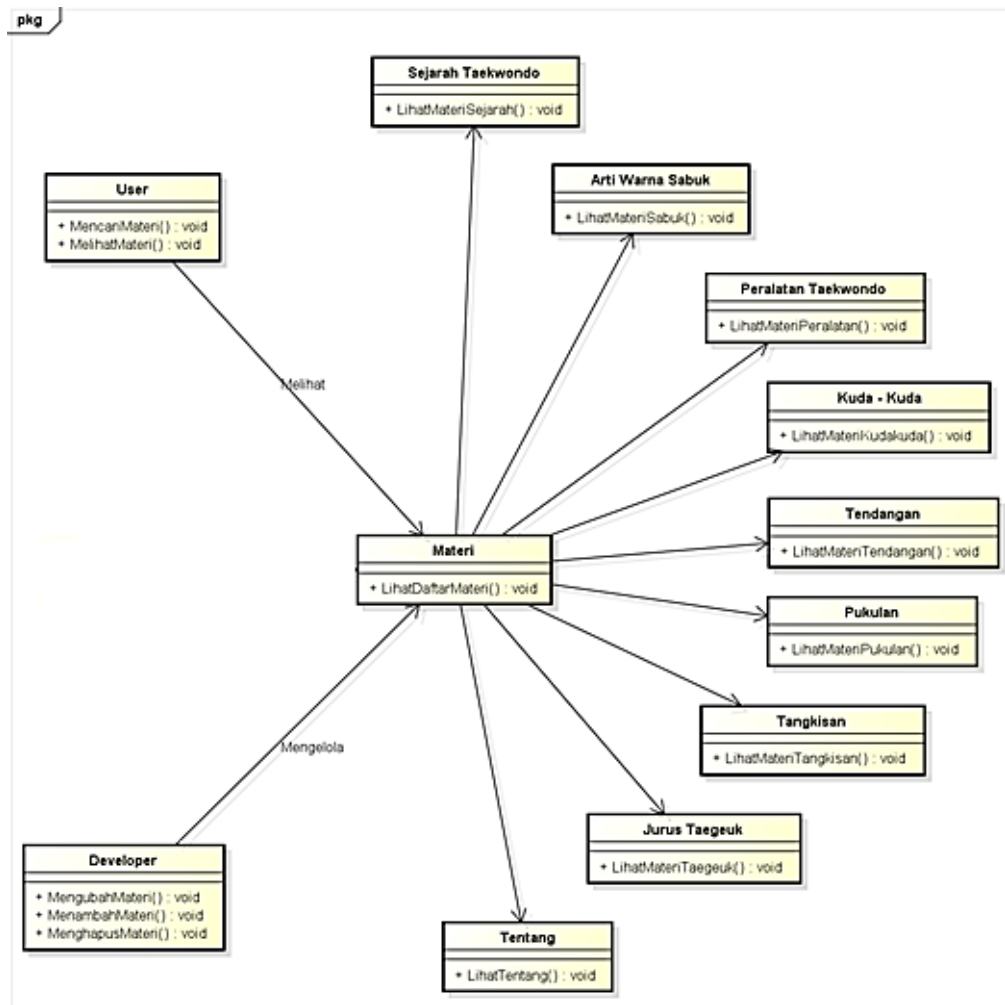 pkg
Sejarah Taekwondo
+ LihatMateriSejarah() : void
User
+ MencariMateri() : void
+ MelihatMateri() : void
Arti Warna Sabuk
+ LihatMateriSabuk() : void
Peralatan Taekwondo
+ LihatMateriPeralatan() : void
Melihat
Kuda - Kuda
+ LihatMateriKudakuda() : void
Tendangan
+ LihatMateriTendangan() : void
Materi
+ LihatDaftarMateri() : void
Pukulan
+ LihatMateriPukulan() : void
Tangkisan
+ LihatMateriTangkisan() : void
Mengelola
Jurus Taegeuk
+ LihatMateriTaegeuk() : void
Developer
+ MengubahMateri() : void
+ MenambahMateri() : void
+ MenghapusMateri() : void
Tentang
+ LihatTentang() : void